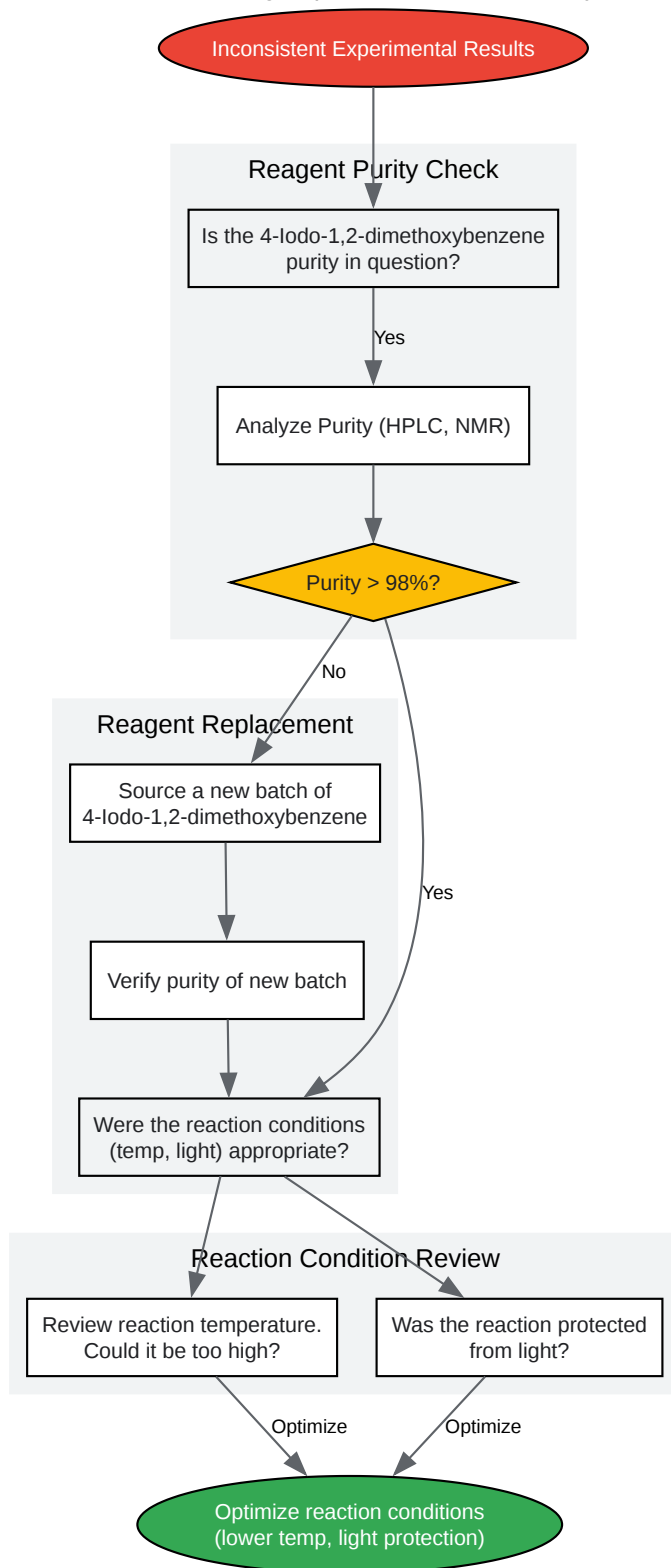 Inconsistent Experimental Results
Reagent Purity Check
Is the 4-Iodo-1,2-dimethoxybenzene
purity in question?
Yes
Analyze Purity (HPLC, NMR)
Purity > 98%?
No
Reagent Replacement
Source a new batch of
4-Iodo-1,2-dimethoxybenzene
Yes
Verify purity of new batch
Were the reaction conditions
(temp, light) appropriate?
Reaction Condition Review
Review reaction temperature.
Could it be too high?
Was the reaction protected
from light?
Optimize
Optimize
Optimize reaction conditions
(lower temp, light protection)